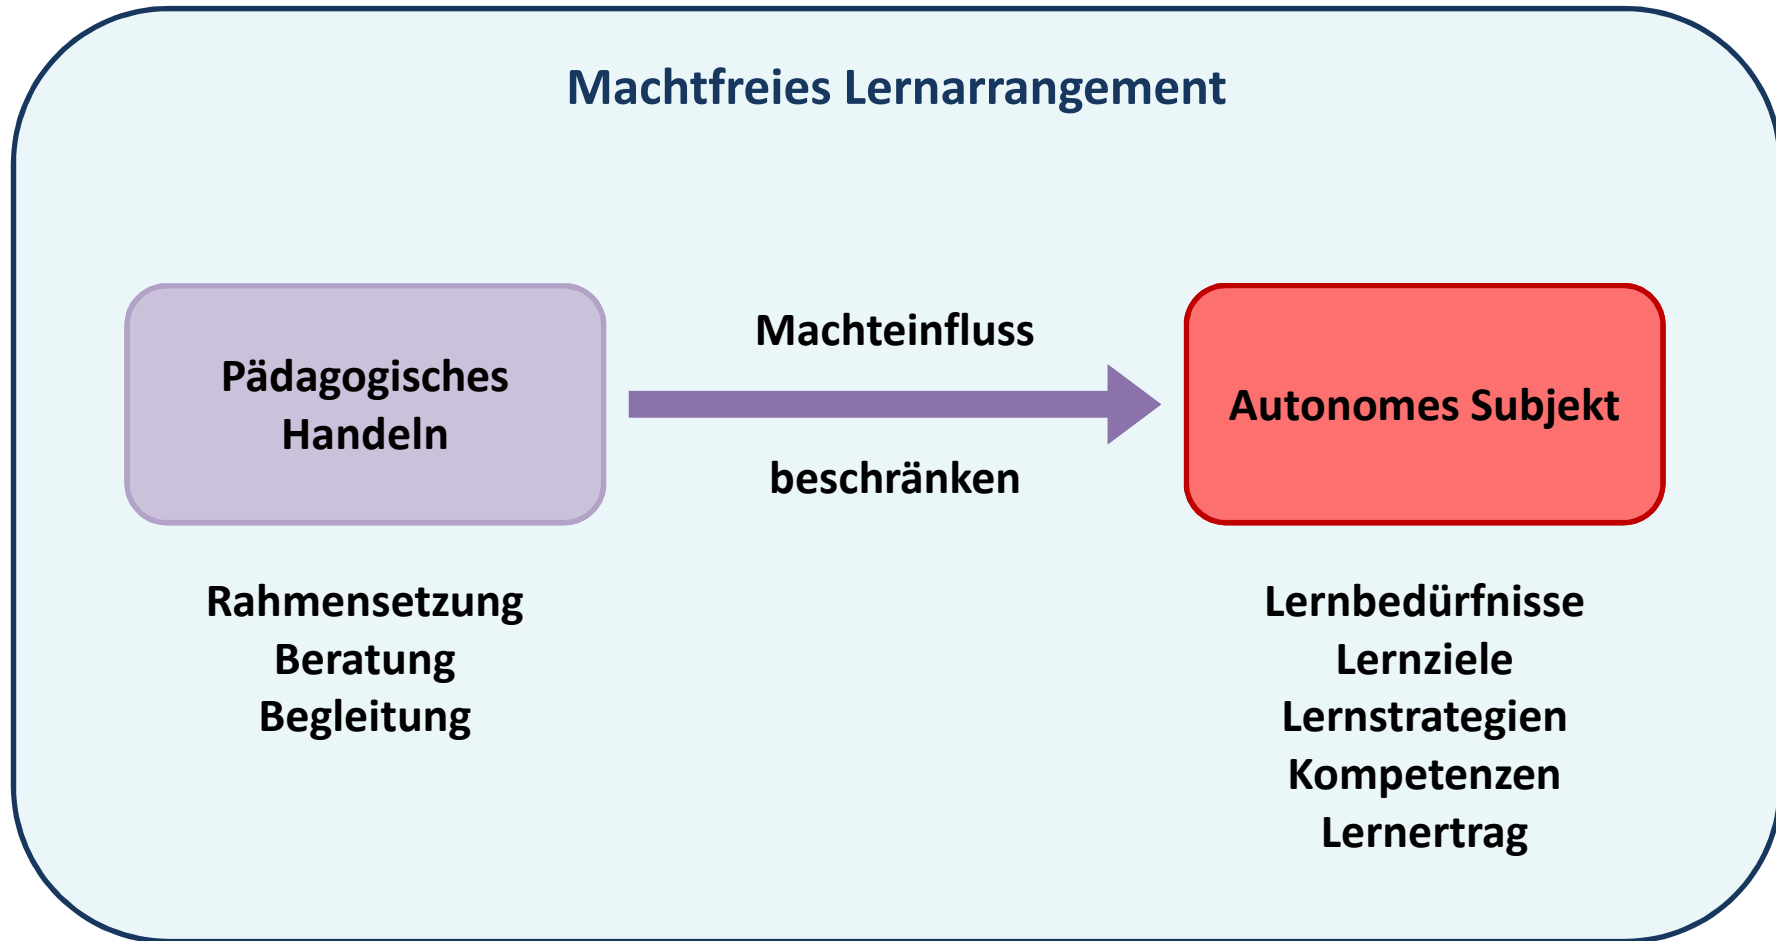 Machtfreies Lernarrangement
Pädagogisches
Handeln
Machteinfluss
beschränken
Autonomes Subjekt
Rahmensetzung
Beratung
Begleitung
Lernbedürfnisse
Lernziele
Lernstrategien
Kompetenzen
Lernertrag